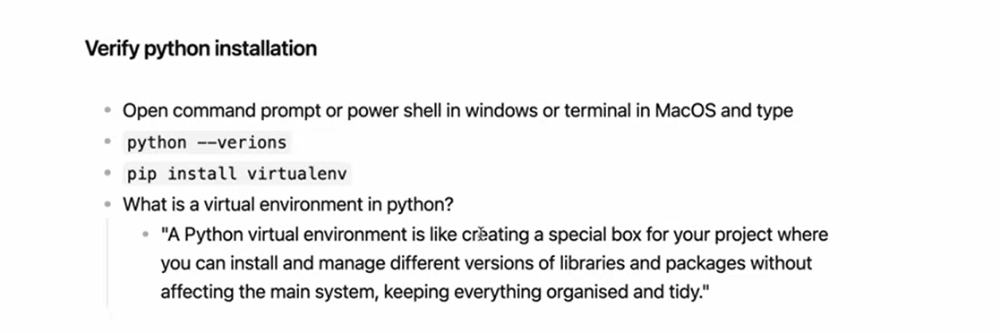 Verify python installation
Open command prompt or power shell in windows or terminal in MacOS and type
python --verions
pip install virtualenv
What is a virtual environment in python?
"A Python virtual environment is like creating a special box for your project where
you can install and manage different versions of libraries and packages without
affecting the main system, keeping everything organised and tidy."